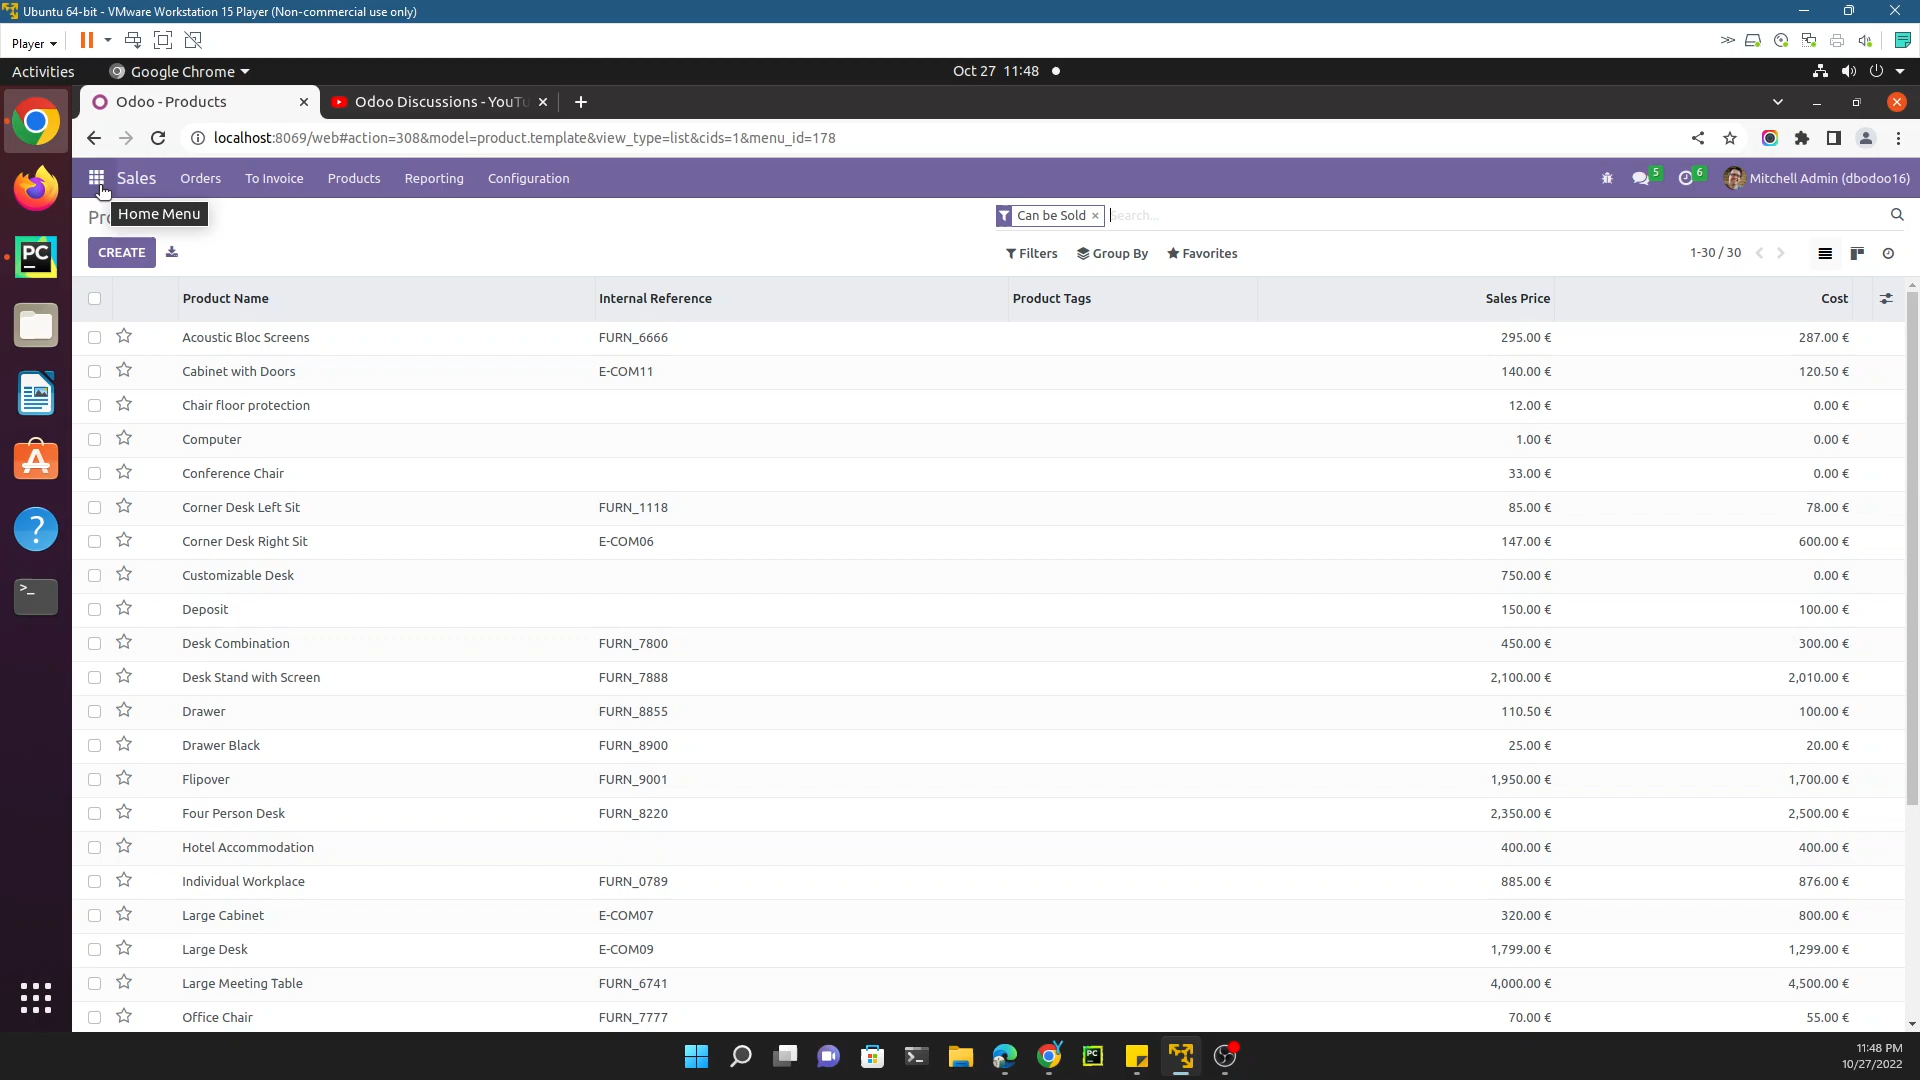 Ubuntu 64-bit - VMware Workstation 15 Player (Non-commercial use only)
Player
Activities
Google Chrome
Oct 27 11:48
Odoo - Products
Odoo Discussions - YouTu
localhost:8069/web#action=308&model=product.template&view_type=list&cids=1&menu_id=178
Sales Orders To Invoice Products Reporting Configuration 5 6 Mitchell Admin (dbodoo16)
Pro
Home Menu
Can be Sold ×
Search...
CREATE
Filters Group By Favorites
1-30 / 30
Product Name Internal Reference Product Tags Sales Price Cost
Acoustic Bloc Screens FURN_6666 295.00 € 287.00 €
Cabinet with Doors E-COM11 140.00 € 120.50 €
Chair floor protection 12.00 € 0.00 €
Computer 1.00 € 0.00 €
Conference Chair 33.00 € 0.00 €
Corner Desk Left Sit FURN_1118 85.00 € 78.00 €
Corner Desk Right Sit E-COM06 147.00 € 600.00 €
Customizable Desk 750.00 € 0.00 €
Deposit 150.00 € 100.00 €
Desk Combination FURN_7800 450.00 € 300.00 €
Desk Stand with Screen FURN_7888 2,100.00 € 2,010.00 €
Drawer FURN_8855 110.50 € 100.00 €
Drawer Black FURN_8900 25.00 € 20.00 €
Flipover FURN_9001 1,950.00 € 1,700.00 €
Four Person Desk FURN_8220 2,350.00 € 2,500.00 €
Hotel Accommodation 400.00 € 400.00 €
Individual Workplace FURN_0789 885.00 € 876.00 €
Large Cabinet E-COM07 320.00 € 800.00 €
Large Desk E-COM09 1,799.00 € 1,299.00 €
Large Meeting Table FURN_6741 4,000.00 € 4,500.00 €
Office Chair FURN_7777 70.00 € 55.00 €
PC
PC
11:48 PM
10/27/2022